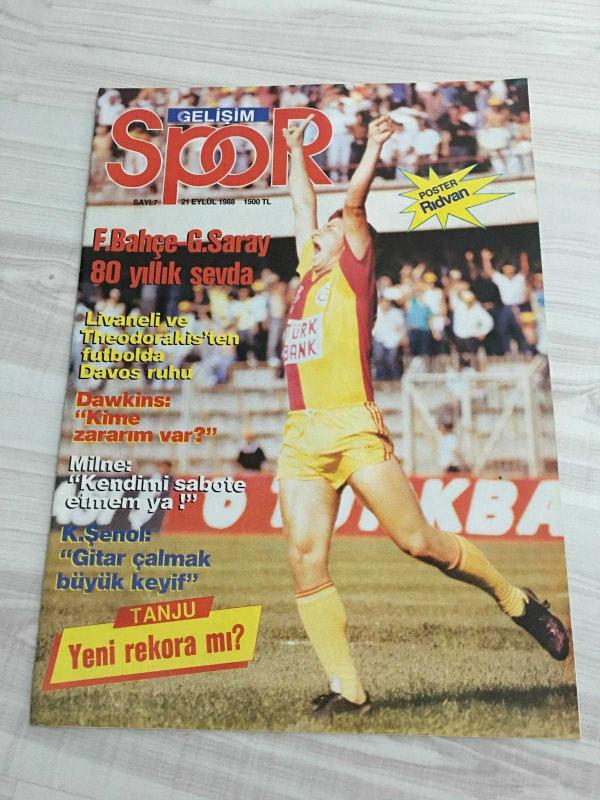 GELİŞİM
SpoR
SAYI:7 21 EYLÜL 1988 1500 TL
POSTER
Rıdvan
F.Bahçe-G.Saray
80 yıllık sevda
Livaneli ve
Theodorakis'ten
futbolda
Davos ruhu
Dawkins:
"Kime
zararım var?"
Milne:
"Kendimi sabote
etmem ya !"
K.Şenol:
"Gitar çalmak
büyük keyif"
TANJU
Yeni rekora mı?
TÜRK
BANK